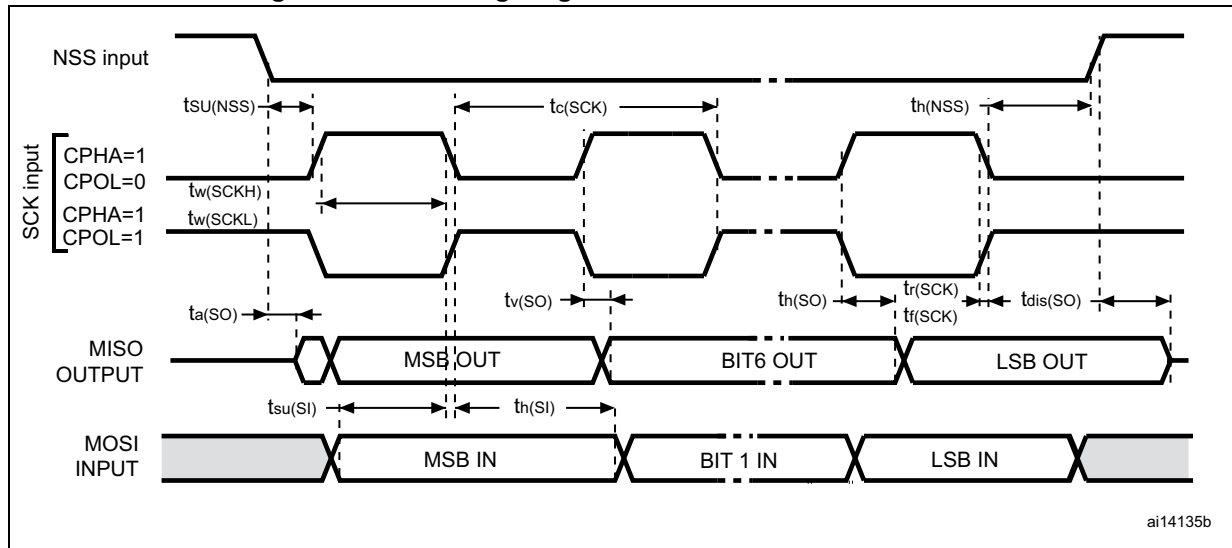 NSS input
tSU(NSS)
tc(SCK)
th(NSS)
SCK input
CPHA=1
CPOL=0
tw(SCKH)
CPHA=1
tw(SCKL)
CPOL=1
ta(SO)
tv(SO)
th(SO)
tr(SCK)
tf(SCK)
tdis(SO)
MISO
OUTPUT
MSB OUT
BIT6 OUT
LSB OUT
tsu(SI)
th(SI)
MOSI
INPUT
MSB IN
BIT 1 IN
LSB IN
ai14135b